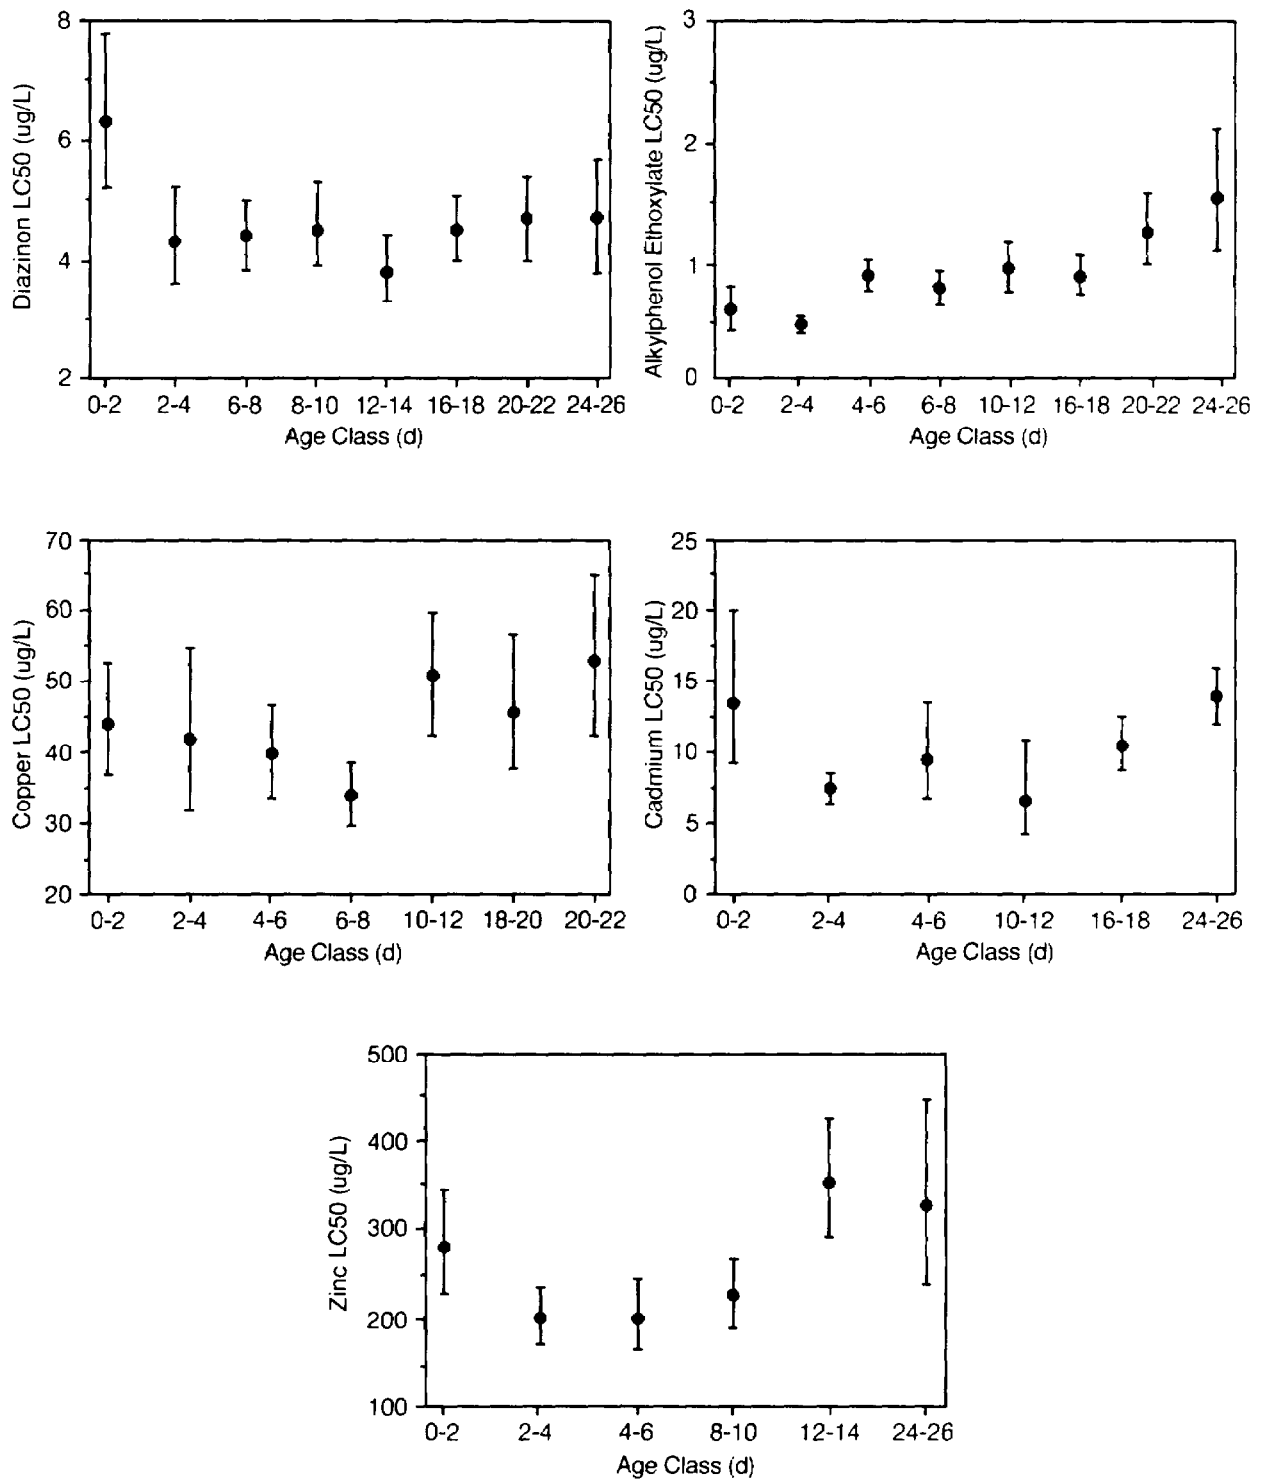 Diazinon LC50 (ug/L)
8
6
4
2
0-2 2-4 6-8 8-10 12-14 16-18 20-22 24-26
Age Class (d)
Alkylphenol Ethoxylate LC50 (ug/L)
3
2
1
0
0-2 2-4 4-6 6-8 10-12 16-18 20-22 24-26
Age Class (d)
Copper LC50 (ug/L)
70
60
50
40
30
20
0-2 2-4 4-6 6-8 10-12 18-20 20-22
Age Class (d)
Cadmium LC50 (ug/L)
25
20
15
10
5
0
0-2 2-4 4-6 10-12 16-18 24-26
Age Class (d)
Zinc LC50 (ug/L)
500
400
300
200
100
0-2 2-4 4-6 8-10 12-14 24-26
Age Class (d)